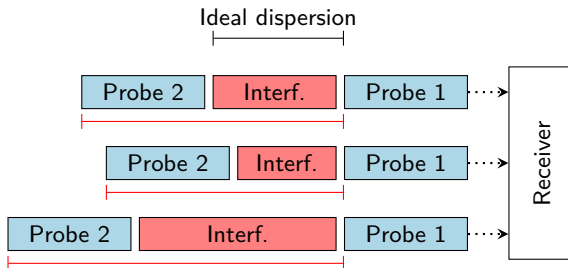 Ideal dispersion
Probe 2 Interf. Probe 1
Probe 2 Interf. Probe 1
Probe 2 Interf. Probe 1
Receiver